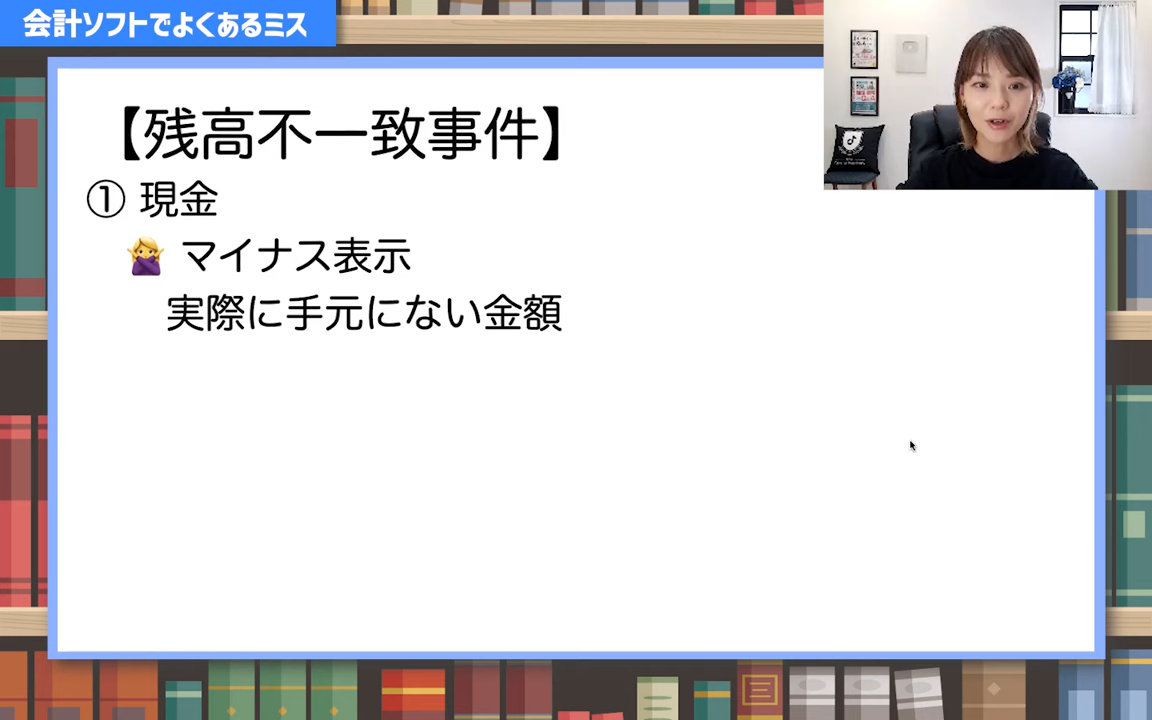 会計ソフトでよくあるミス
【残高不一致事件】
① 現金
🙅 マイナス表示
実際に手元にない金額